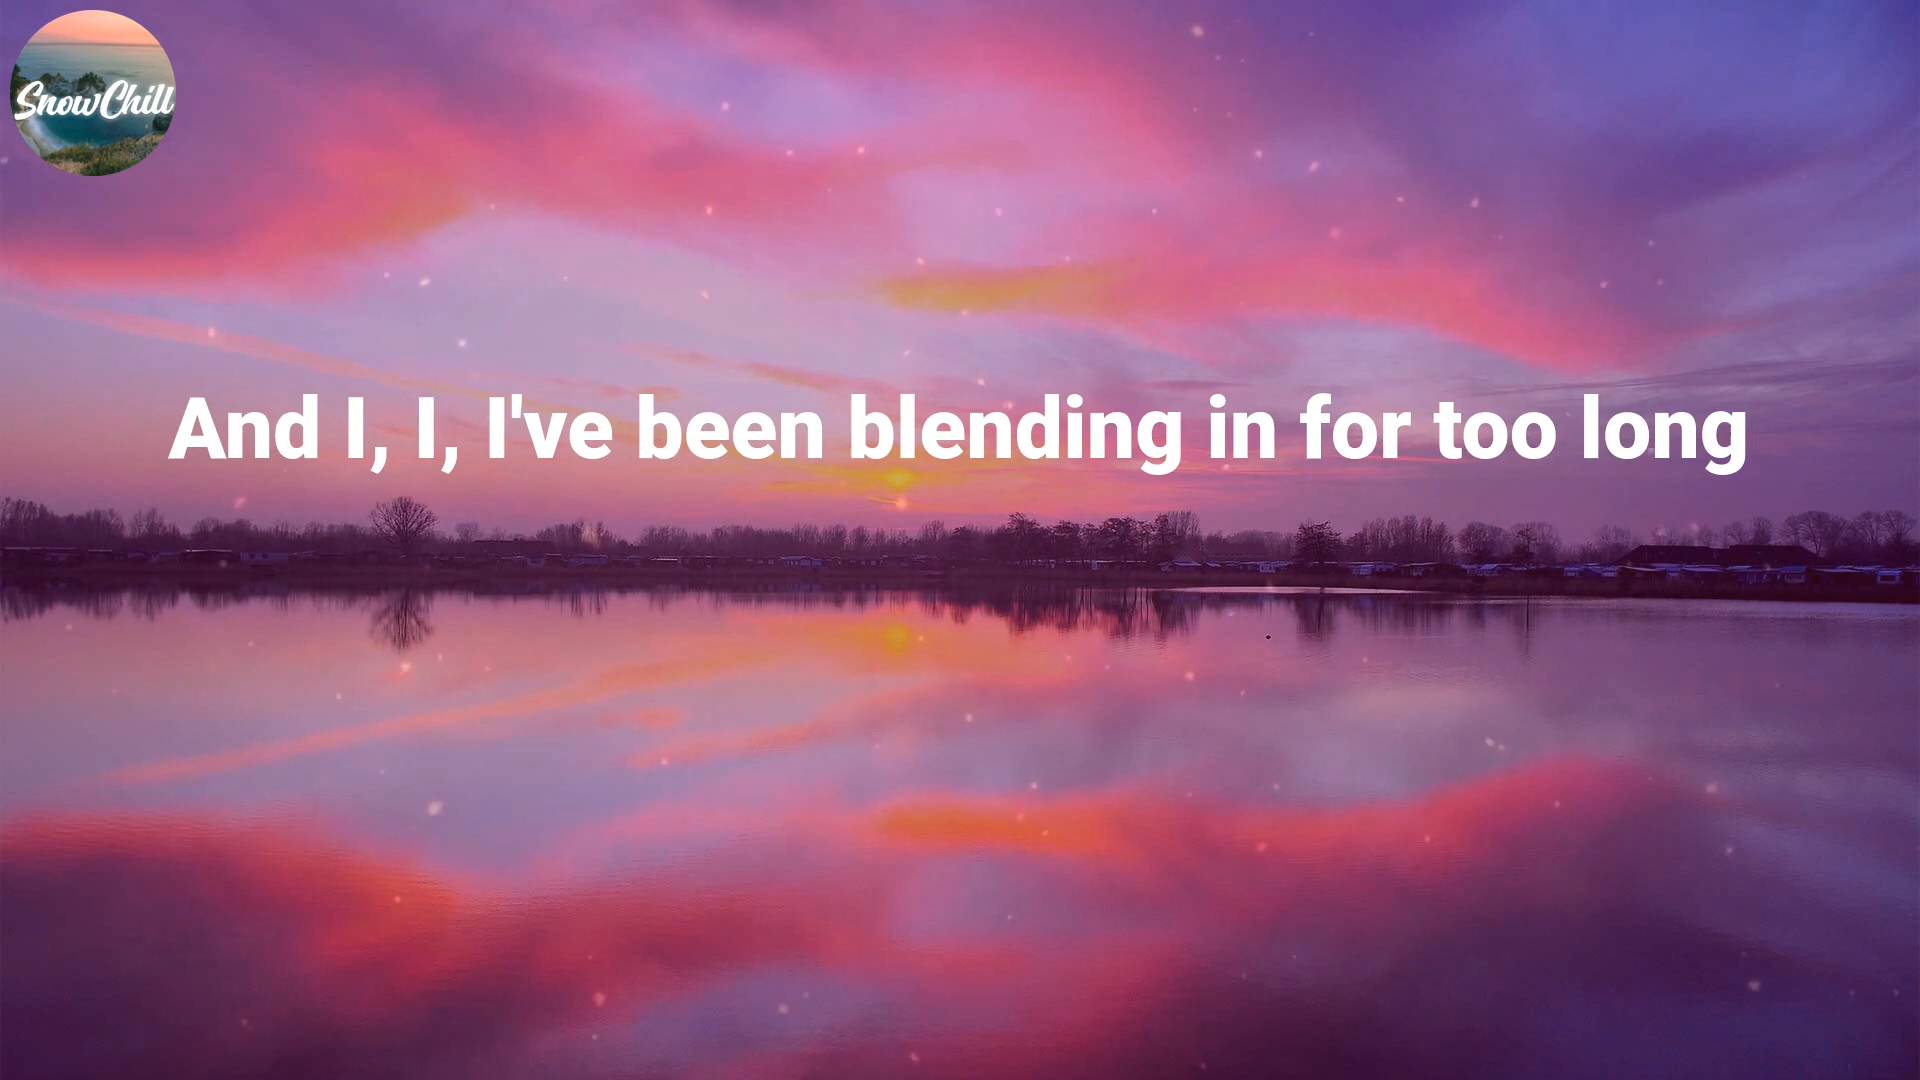 SnowChill
And I, I, I've been blending in for too long